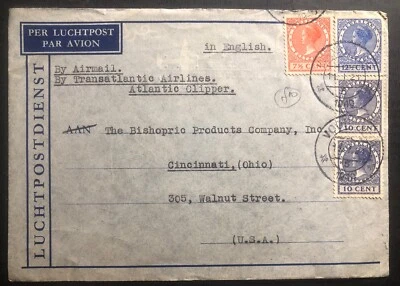 PER LUCHTPOST
PAR AVION
LUCHTPOSTDIENST
in English.
By Airmail.
By Transatlantic Airlines.
Atlantic Clipper.
AAN The Bishopric Products Company, Inc
Cincinnati, (Ohio)
305, Walnut Street.
(U.S.A.)
12½ CENT
10 CENT
10 CENT